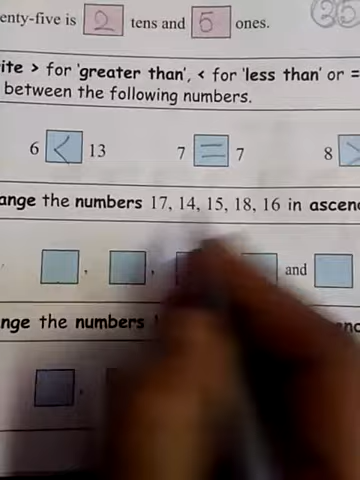 enty-five is 2 tens and 5 ones.
35
ite > for 'greater than', < for 'less than' or =
between the following numbers.
6 < 13 7 = 7 8 >
ange the numbers 17, 14, 15, 18, 16 in ascen
, , and
nge the numbers